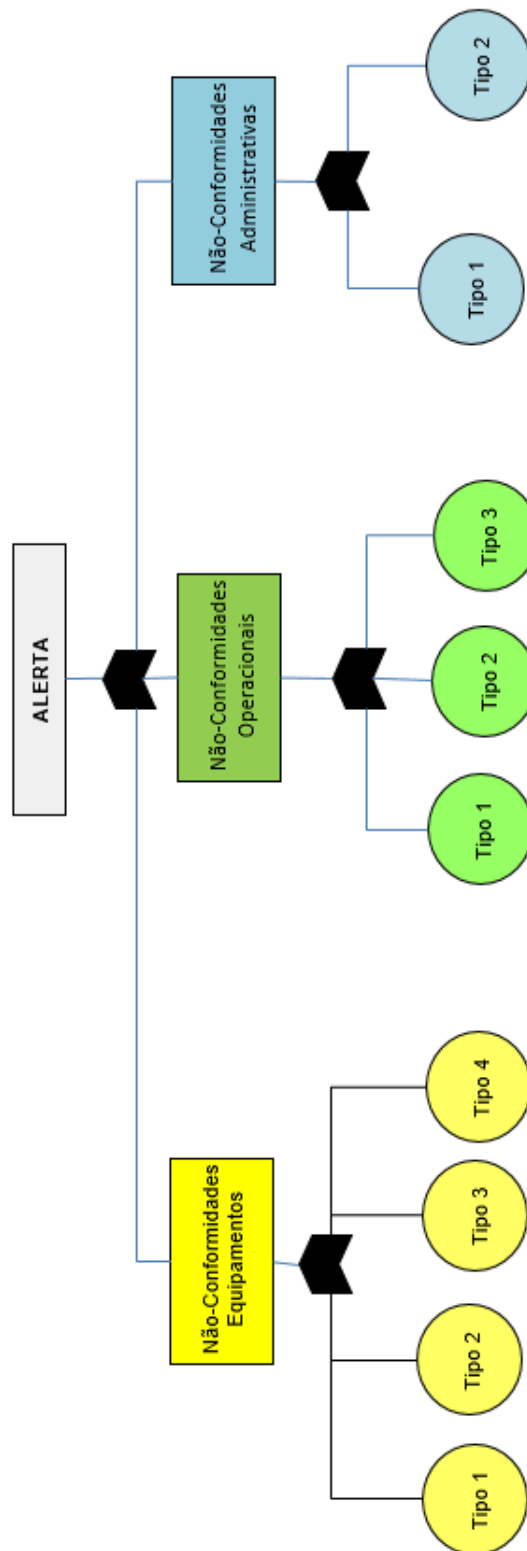 ALERTA
Não-Conformidades
Equipamentos
Não-Conformidades
Operacionais
Não-Conformidades
Administrativas
Tipo 1
Tipo 2
Tipo 3
Tipo 4
Tipo 1
Tipo 2
Tipo 3
Tipo 1
Tipo 2